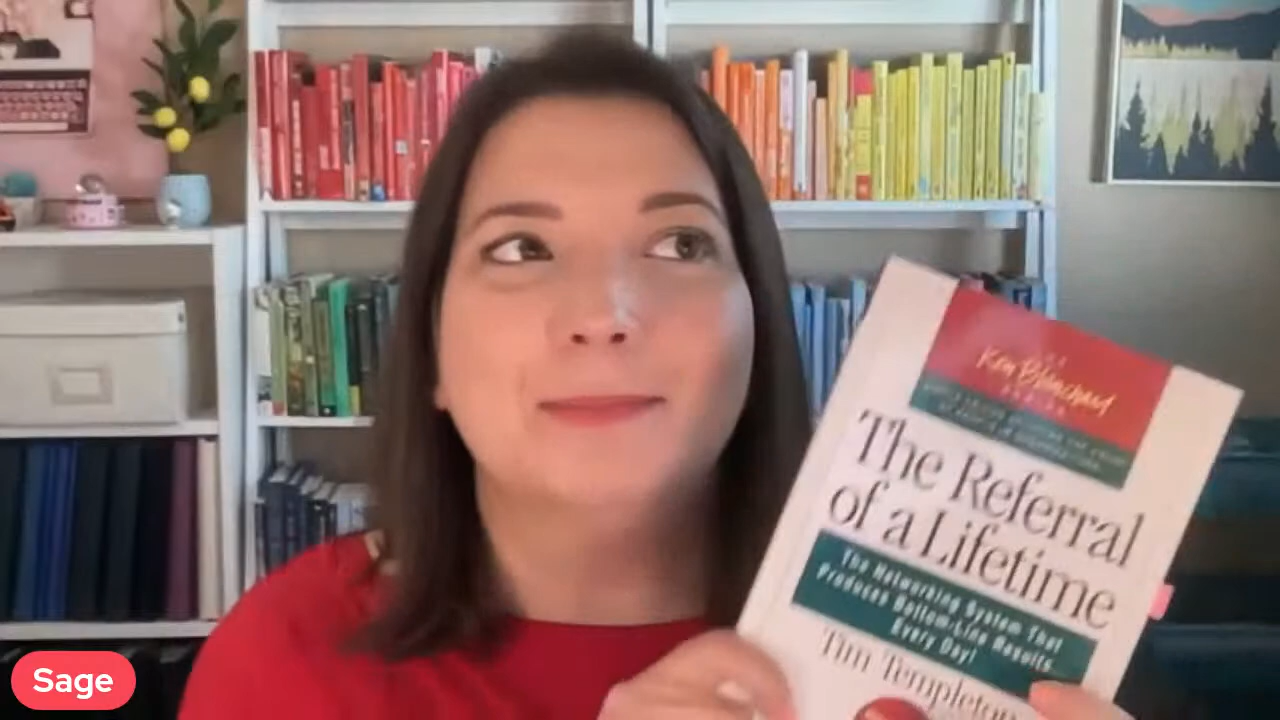 Ken Blanchard
SERIES
The Referral
of a Lifetime
The Networking System That
Produces Bottom-Line Results...
Every Day!
Tim Templeton
Sage